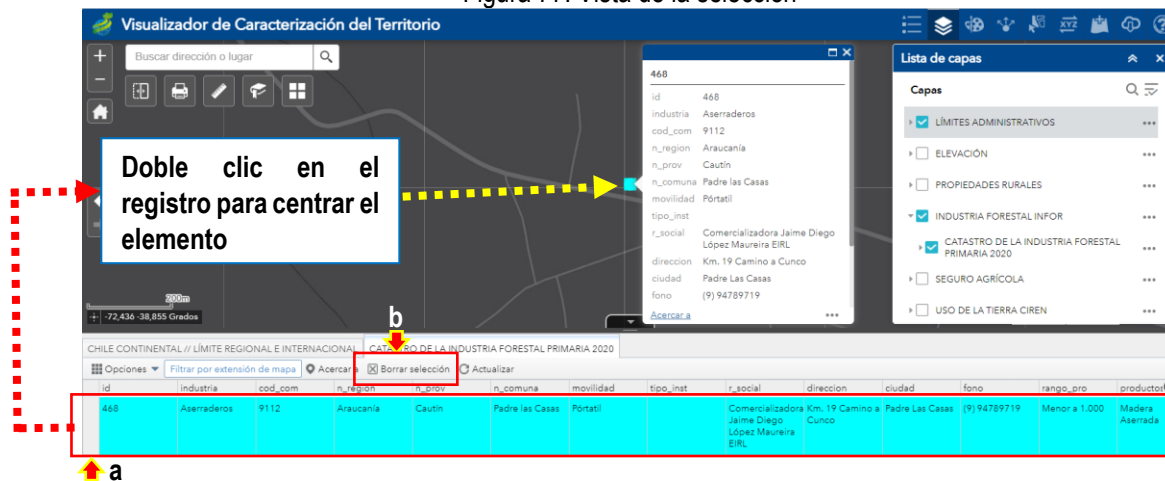 Visualizador de Caracterización del Territorio
Buscar dirección o lugar
Doble clic en el
registro para centrar el
elemento
200m
-72,436 -38,855 Grados
468
id 468
industria Aserraderos
cod_com 9112
n_region Araucanía
n_prov Cautín
n_comuna Padre las Casas
movilidad Pórtatil
tipo_inst
r_social Comercializadora Jaime Diego
López Maureira EIRL
direccion Km. 19 Camino a Cunco
ciudad Padre Las Casas
fono (9) 94789719
Acercar a
Lista de capas
Capas
LÍMITES ADMINISTRATIVOS
ELEVACIÓN
PROPIEDADES RURALES
INDUSTRIA FORESTAL INFOR
CATASTRO DE LA INDUSTRIA FORESTAL
PRIMARIA 2020
SEGURO AGRÍCOLA
USO DE LA TIERRA CIREN
b
CHILE CONTINENTAL // LÍMITE REGIONAL E INTERNACIONAL CATASTRO DE LA INDUSTRIA FORESTAL PRIMARIA 2020
Opciones Filtrar por extensión de mapa Acercar a Borrar selección Actualizar
id industria cod_com n_region n_prov n_comuna movilidad tipo_inst r_social direccion ciudad fono rango_pro productos
468 Aserraderos 9112 Araucanía Cautín Padre las Casas Pórtatil Comercializadora Km. 19 Camino a Padre Las Casas (9) 94789719 Menor a 1.000 Madera
Jaime Diego Cunco Aserrada
López Maureira
EIRL
a